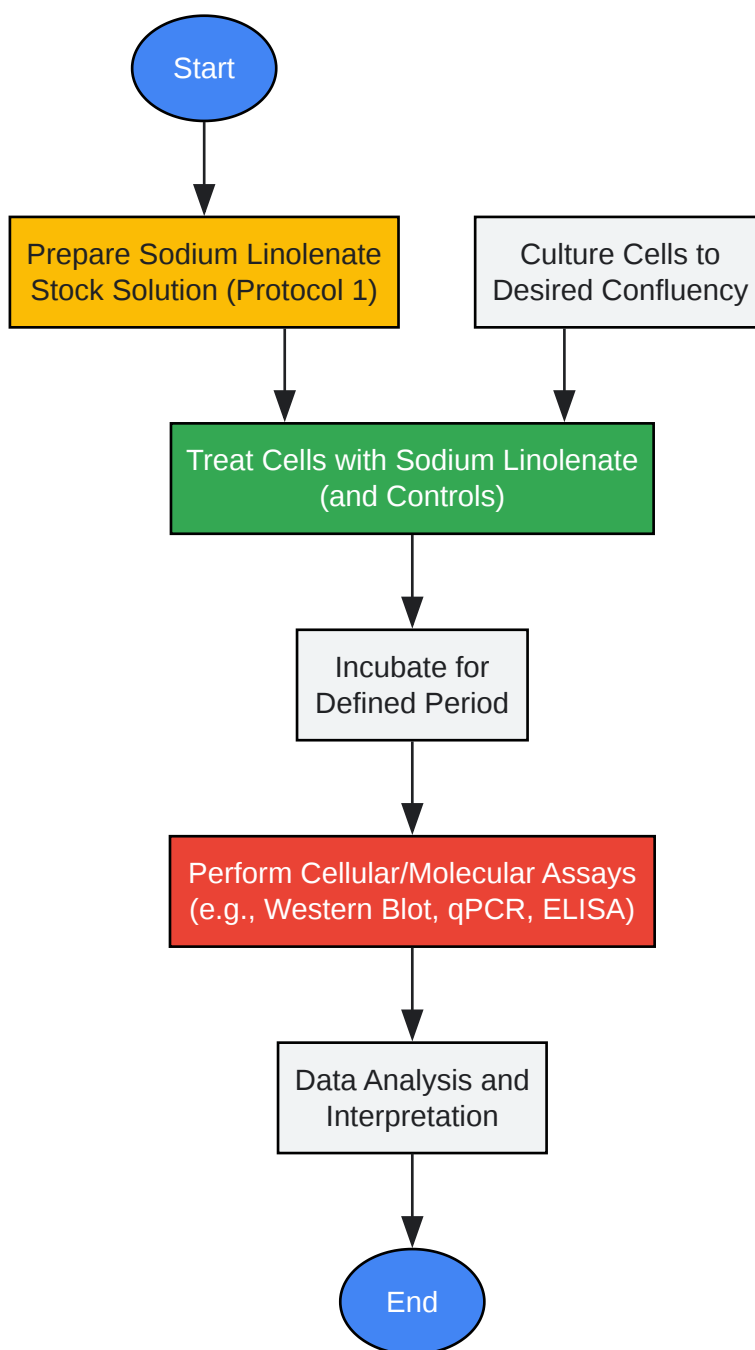 Start
Prepare Sodium Linolenate
Stock Solution (Protocol 1)
Culture Cells to
Desired Confluency
Treat Cells with Sodium Linolenate
(and Controls)
Incubate for
Defined Period
Perform Cellular/Molecular Assays
(e.g., Western Blot, qPCR, ELISA)
Data Analysis and
Interpretation
End